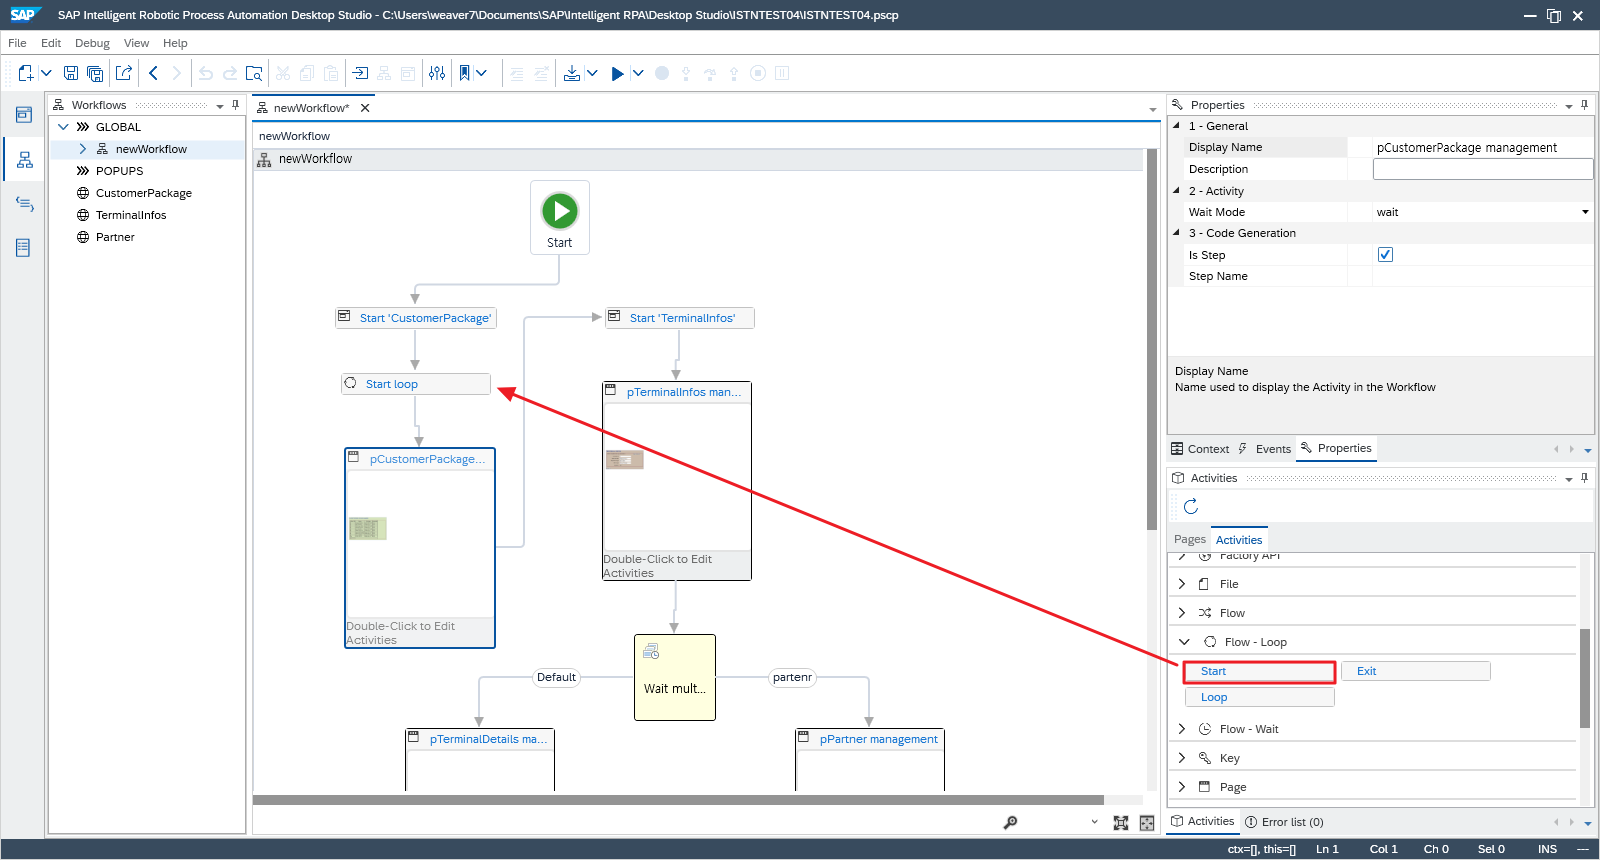 SAP SAP Intelligent Robotic Process Automation Desktop Studio - C:\Users\weaver7\Documents\SAP\Intelligent RPA\Desktop Studio\ISTNTEST04\ISTNTEST04.pscp
File Edit Debug View Help
Workflows
GLOBAL
newWorkflow
POPUPS
CustomerPackage
TerminalInfos
Partner
newWorkflow*
newWorkflow
newWorkflow
Start
Start 'CustomerPackage'
Start 'TerminalInfos'
Start loop
pTerminalInfos man...
pCustomerPackage...
Double-Click to Edit
Activities
Double-Click to Edit
Activities
Wait mult...
Default
partenr
pTerminalDetails ma...
pPartner management
Properties
1 - General
Display Name pCustomerPackage management
Description
2 - Activity
Wait Mode wait
3 - Code Generation
Is Step
Step Name
Display Name
Name used to display the Activity in the Workflow
Context Events Properties
Activities
Pages Activities
Factory API
File
Flow
Flow - Loop
Start Exit
Loop
Flow - Wait
Key
Page
Activities Error list (0)
ctx=[], this=[] Ln 1 Col 1 Ch 0 Sel 0 INS ---